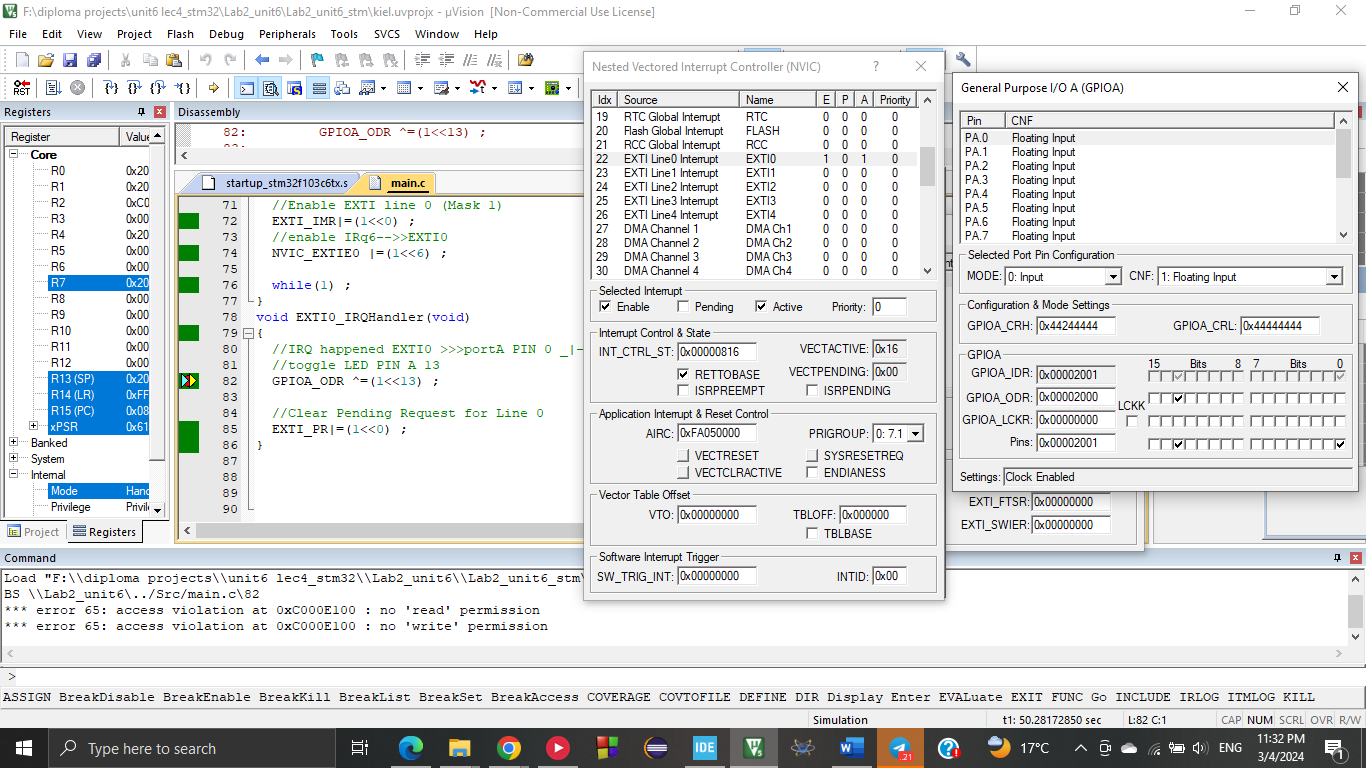 F:\diploma projects\unit6 lec4_stm32\Lab2_unit6\Lab2_unit6_stm\kiel.uvprojx - µVision [Non-Commercial Use License]
File Edit View Project Flash Debug Peripherals Tools SVCS Window Help
RST
Registers
Register Value
Core
R0 0x20
R1 0x20
R2 0xC0
R3 0x00
R4 0x20
R5 0x00
R6 0x00
R7 0x20
R8 0x00
R9 0x00
R10 0x00
R11 0x00
R12 0x00
R13 (SP) 0x20
R14 (LR) 0xFF
R15 (PC) 0x08
xPSR 0x61
Banked
System
Internal
Mode Hand
Privilege Privil
Project Registers
Disassembly
82: GPIOA_ODR ^=(1<<13) ;
startup_stm32f103c6tx.s main.c
71 //Enable EXTI line 0 (Mask 1)
72 EXTI_IMR|=(1<<0) ;
73 //enable IRq6-->>EXTI0
74 NVIC_EXTIE0 |=(1<<6) ;
75
76 while(1) ;
77 }
78 void EXTI0_IRQHandler(void)
79 {
80 //IRQ happened EXTI0 >>>portA PIN 0 _|-
81 //toggle LED PIN A 13
82 GPIOA_ODR ^=(1<<13) ;
83
84 //Clear Pending Request for Line 0
85 EXTI_PR|=(1<<0) ;
86 }
87
88
89
90
Nested Vectored Interrupt Controller (NVIC) ?
Idx Source Name E P A Priority
19 RTC Global Interrupt RTC 0 0 0 0
20 Flash Global Interrupt FLASH 0 0 0 0
21 RCC Global Interrupt RCC 0 0 0 0
22 EXTI Line0 Interrupt EXTI0 1 0 1 0
23 EXTI Line1 Interrupt EXTI1 0 0 0 0
24 EXTI Line2 Interrupt EXTI2 0 0 0 0
25 EXTI Line3 Interrupt EXTI3 0 0 0 0
26 EXTI Line4 Interrupt EXTI4 0 0 0 0
27 DMA Channel 1 DMA Ch1 0 0 0 0
28 DMA Channel 2 DMA Ch2 0 0 0 0
29 DMA Channel 3 DMA Ch3 0 0 0 0
30 DMA Channel 4 DMA Ch4 0 0 0 0
Selected Interrupt
Enable Pending Active Priority: 0
Interrupt Control & State
INT_CTRL_ST: 0x00000816 VECTACTIVE: 0x16
RETTOBASE VECTPENDING: 0x00
ISRPREEMPT ISRPENDING
Application Interrupt & Reset Control
AIRC: 0xFA050000 PRIGROUP: 0: 7.1
VECTRESET SYSRESETREQ
VECTCLRACTIVE ENDIANESS
Vector Table Offset
VTO: 0x00000000 TBLOFF: 0x000000
TBLBASE
Software Interrupt Trigger
SW_TRIG_INT: 0x00000000 INTID: 0x00
General Purpose I/O A (GPIOA)
Pin CNF
PA.0 Floating Input
PA.1 Floating Input
PA.2 Floating Input
PA.3 Floating Input
PA.4 Floating Input
PA.5 Floating Input
PA.6 Floating Input
PA.7 Floating Input
Selected Port Pin Configuration
MODE: 0: Input CNF: 1: Floating Input
Configuration & Mode Settings
GPIOA_CRH: 0x44244444 GPIOA_CRL: 0x44444444
GPIOA
15 Bits 8 7 Bits 0
GPIOA_IDR: 0x00002001
GPIOA_ODR: 0x00002000
LCKK
GPIOA_LCKR: 0x00000000
Pins: 0x00002001
Settings: Clock Enabled
EXTI_FTSR: 0x00000000
EXTI_SWIER: 0x00000000
Command
Load "F:\\diploma projects\\unit6 lec4_stm32\\Lab2_unit6\\Lab2_unit6_stm\
BS \\Lab2_unit6\../Src/main.c\82
*** error 65: access violation at 0xC000E100 : no 'read' permission
*** error 65: access violation at 0xC000E100 : no 'write' permission
>
ASSIGN BreakDisable BreakEnable BreakKill BreakList BreakSet BreakAccess COVERAGE COVTOFILE DEFINE DIR Display Enter EVALuate EXIT FUNC Go INCLUDE IRLOG ITMLOG KILL
Simulation t1: 50.28172850 sec L:82 C:1 CAP NUM SCRL OVR R/W
Type here to search
IDE
21
17°C
ENG
11:32 PM
3/4/2024
1